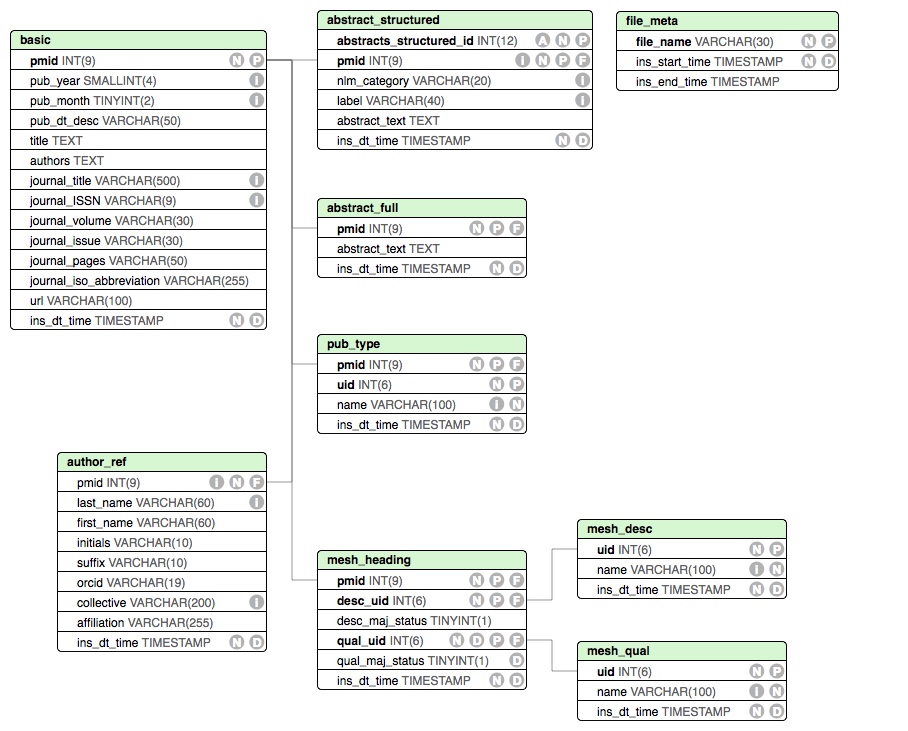 basic
pmid INT(9) N P
pub_year SMALLINT(4) I
pub_month TINYINT(2) I
pub_dt_desc VARCHAR(50)
title TEXT
authors TEXT
journal_title VARCHAR(500) I
journal_ISSN VARCHAR(9) I
journal_volume VARCHAR(30)
journal_issue VARCHAR(30)
journal_pages VARCHAR(50)
journal_iso_abbreviation VARCHAR(255)
url VARCHAR(100)
ins_dt_time TIMESTAMP N D
abstract_structured
abstracts_structured_id INT(12) A N P
pmid INT(9) I N P F
nlm_category VARCHAR(20) I
label VARCHAR(40) I
abstract_text TEXT
ins_dt_time TIMESTAMP N D
file_meta
file_name VARCHAR(30) N P
ins_start_time TIMESTAMP N D
ins_end_time TIMESTAMP
abstract_full
pmid INT(9) N P F
abstract_text TEXT
ins_dt_time TIMESTAMP N D
pub_type
pmid INT(9) N P F
uid INT(6) N P
name VARCHAR(100) I N
ins_dt_time TIMESTAMP N D
author_ref
pmid INT(9) I N F
last_name VARCHAR(60) I
first_name VARCHAR(60)
initials VARCHAR(10)
suffix VARCHAR(10)
orcid VARCHAR(19)
collective VARCHAR(200) I
affiliation VARCHAR(255)
ins_dt_time TIMESTAMP N D
mesh_heading
pmid INT(9) N P F
desc_uid INT(6) N P F
desc_maj_status TINYINT(1)
qual_uid INT(6) N D P F
qual_maj_status TINYINT(1) D
ins_dt_time TIMESTAMP N D
mesh_desc
uid INT(6) N P
name VARCHAR(100) I N
ins_dt_time TIMESTAMP N D
mesh_qual
uid INT(6) N P
name VARCHAR(100) I N
ins_dt_time TIMESTAMP N D